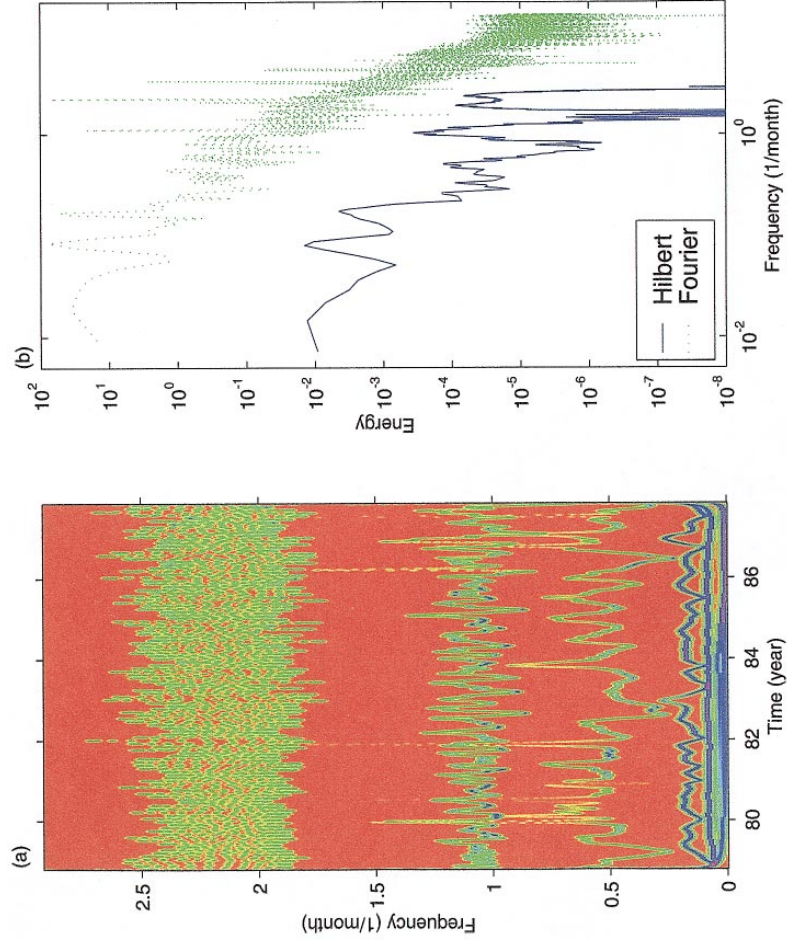 (a)
Frequency (1/month)
2.5
2
1.5
1
0.5
0
80
82
84
86
Time (year)
(b)
Energy
10^2
10^1
10^0
10^-1
10^-2
10^-3
10^-4
10^-5
10^-6
10^-7
10^-8
10^-2
10^0
Frequency (1/month)
Hilbert
Fourier